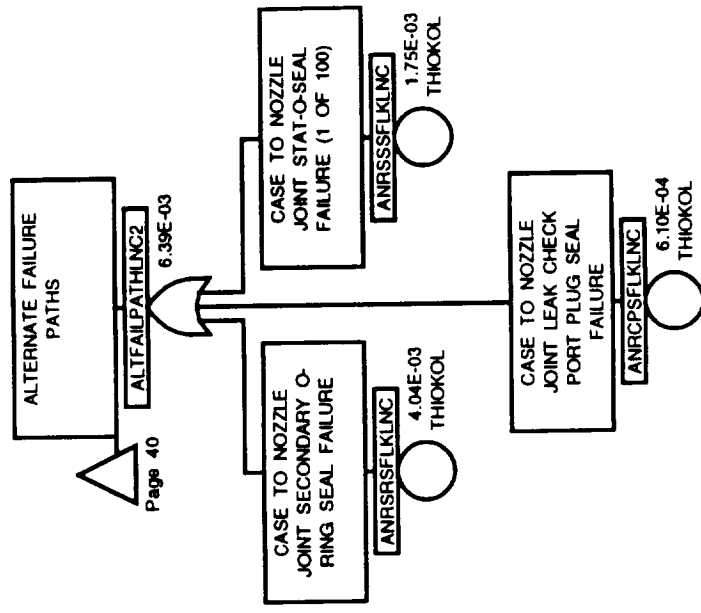 ALTERNATE FAILURE
PATHS
ALTFAILPATHLNC2
6.39E-03
Page 40
CASE TO NOZZLE
JOINT SECONDARY O-
RING SEAL FAILURE
ANRSRSFLKLNC
4.04E-03
THIOKOL
CASE TO NOZZLE
JOINT STAT-O-SEAL
FAILURE (1 OF 100)
ANRSSSFLKLNC
1.75E-03
THIOKOL
CASE TO NOZZLE
JOINT LEAK CHECK
PORT PLUG SEAL
FAILURE
ANRCPSFLKLNC
6.10E-04
THIOKOL